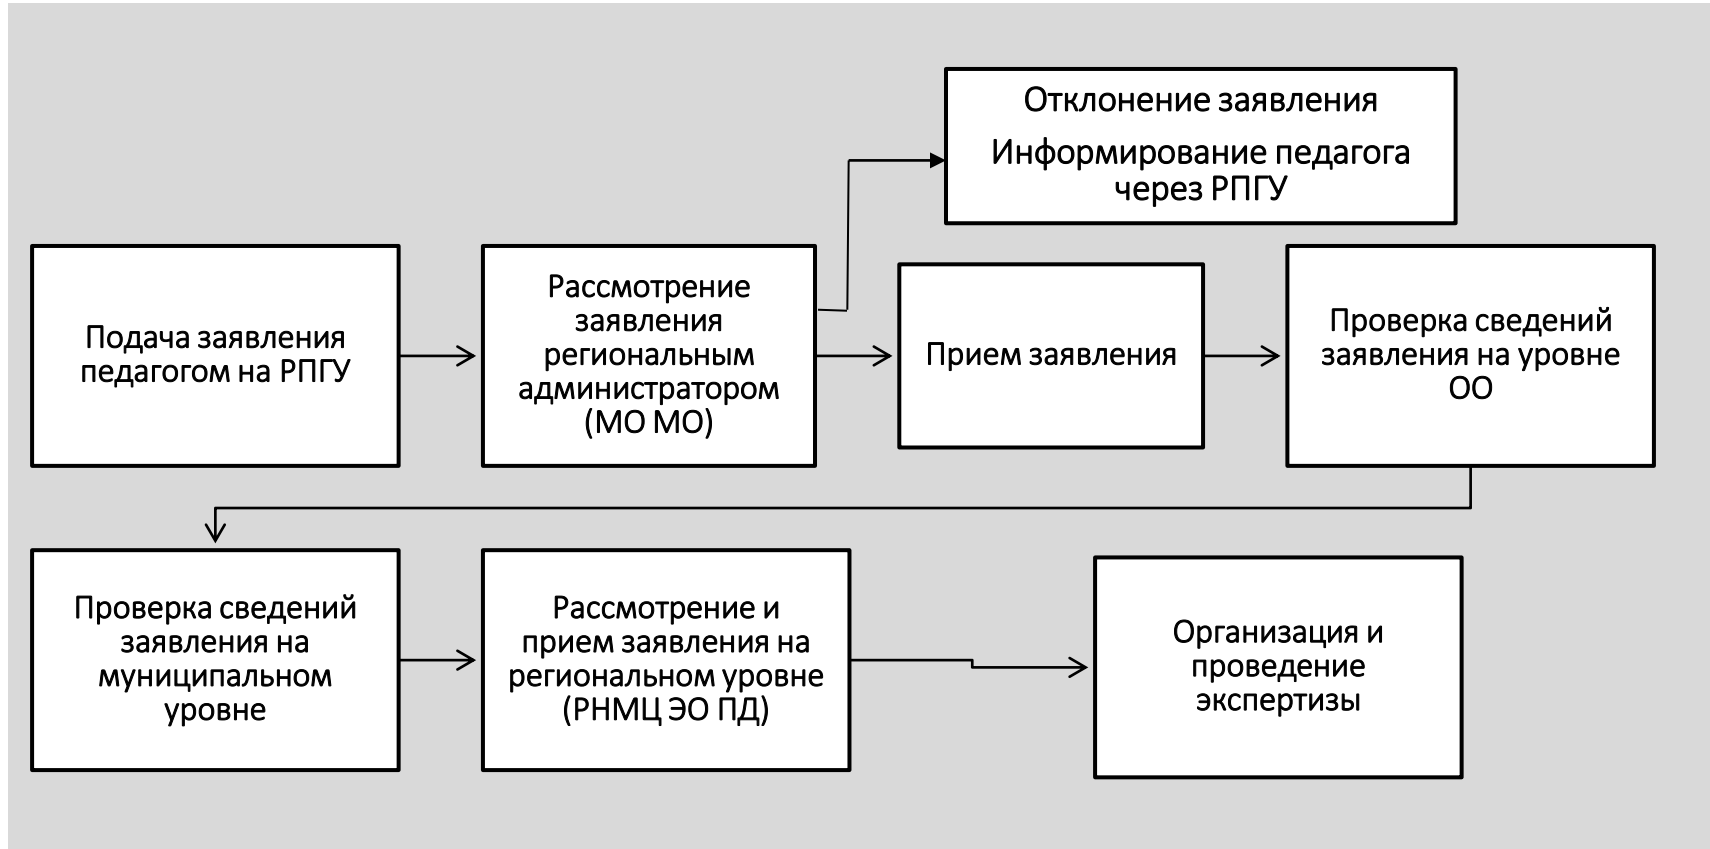 Отклонение заявления
Информирование педагога
через РПГУ
Подача заявления
педагогом на РПГУ
Рассмотрение
заявления
региональным
администратором
(МО МО)
Прием заявления
Проверка сведений
заявления на уровне
ОО
Проверка сведений
заявления на
муниципальном
уровне
Рассмотрение и
прием заявления на
региональном уровне
(РНМЦ ЭО ПД)
Организация и
проведение
экспертизы